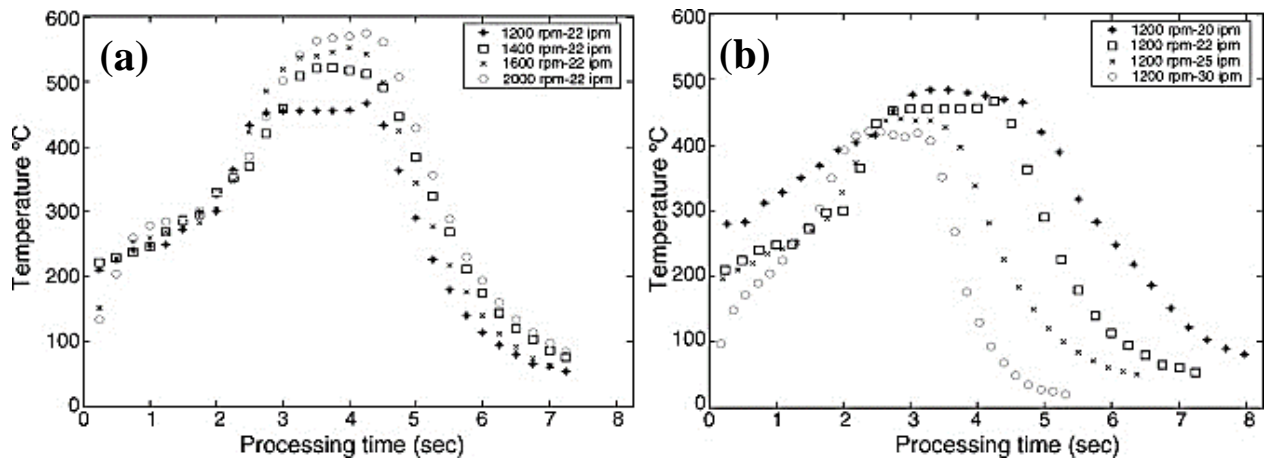 (a)
1200 rpm-22 ipm
1400 rpm-22 ipm
1600 rpm-22 ipm
2000 rpm-22 ipm
Temperature ºC
600
500
400
300
200
100
0
0 1 2 3 4 5 6 7
Processing time (sec)
(b)
1200 rpm-20 ipm
1200 rpm-22 ipm
1200 rpm-25 ipm
1200 rpm-30 ipm
Temperature ºC
600
500
400
300
200
100
0
0 1 2 3 4 5 6 7 8
Processing time (sec)